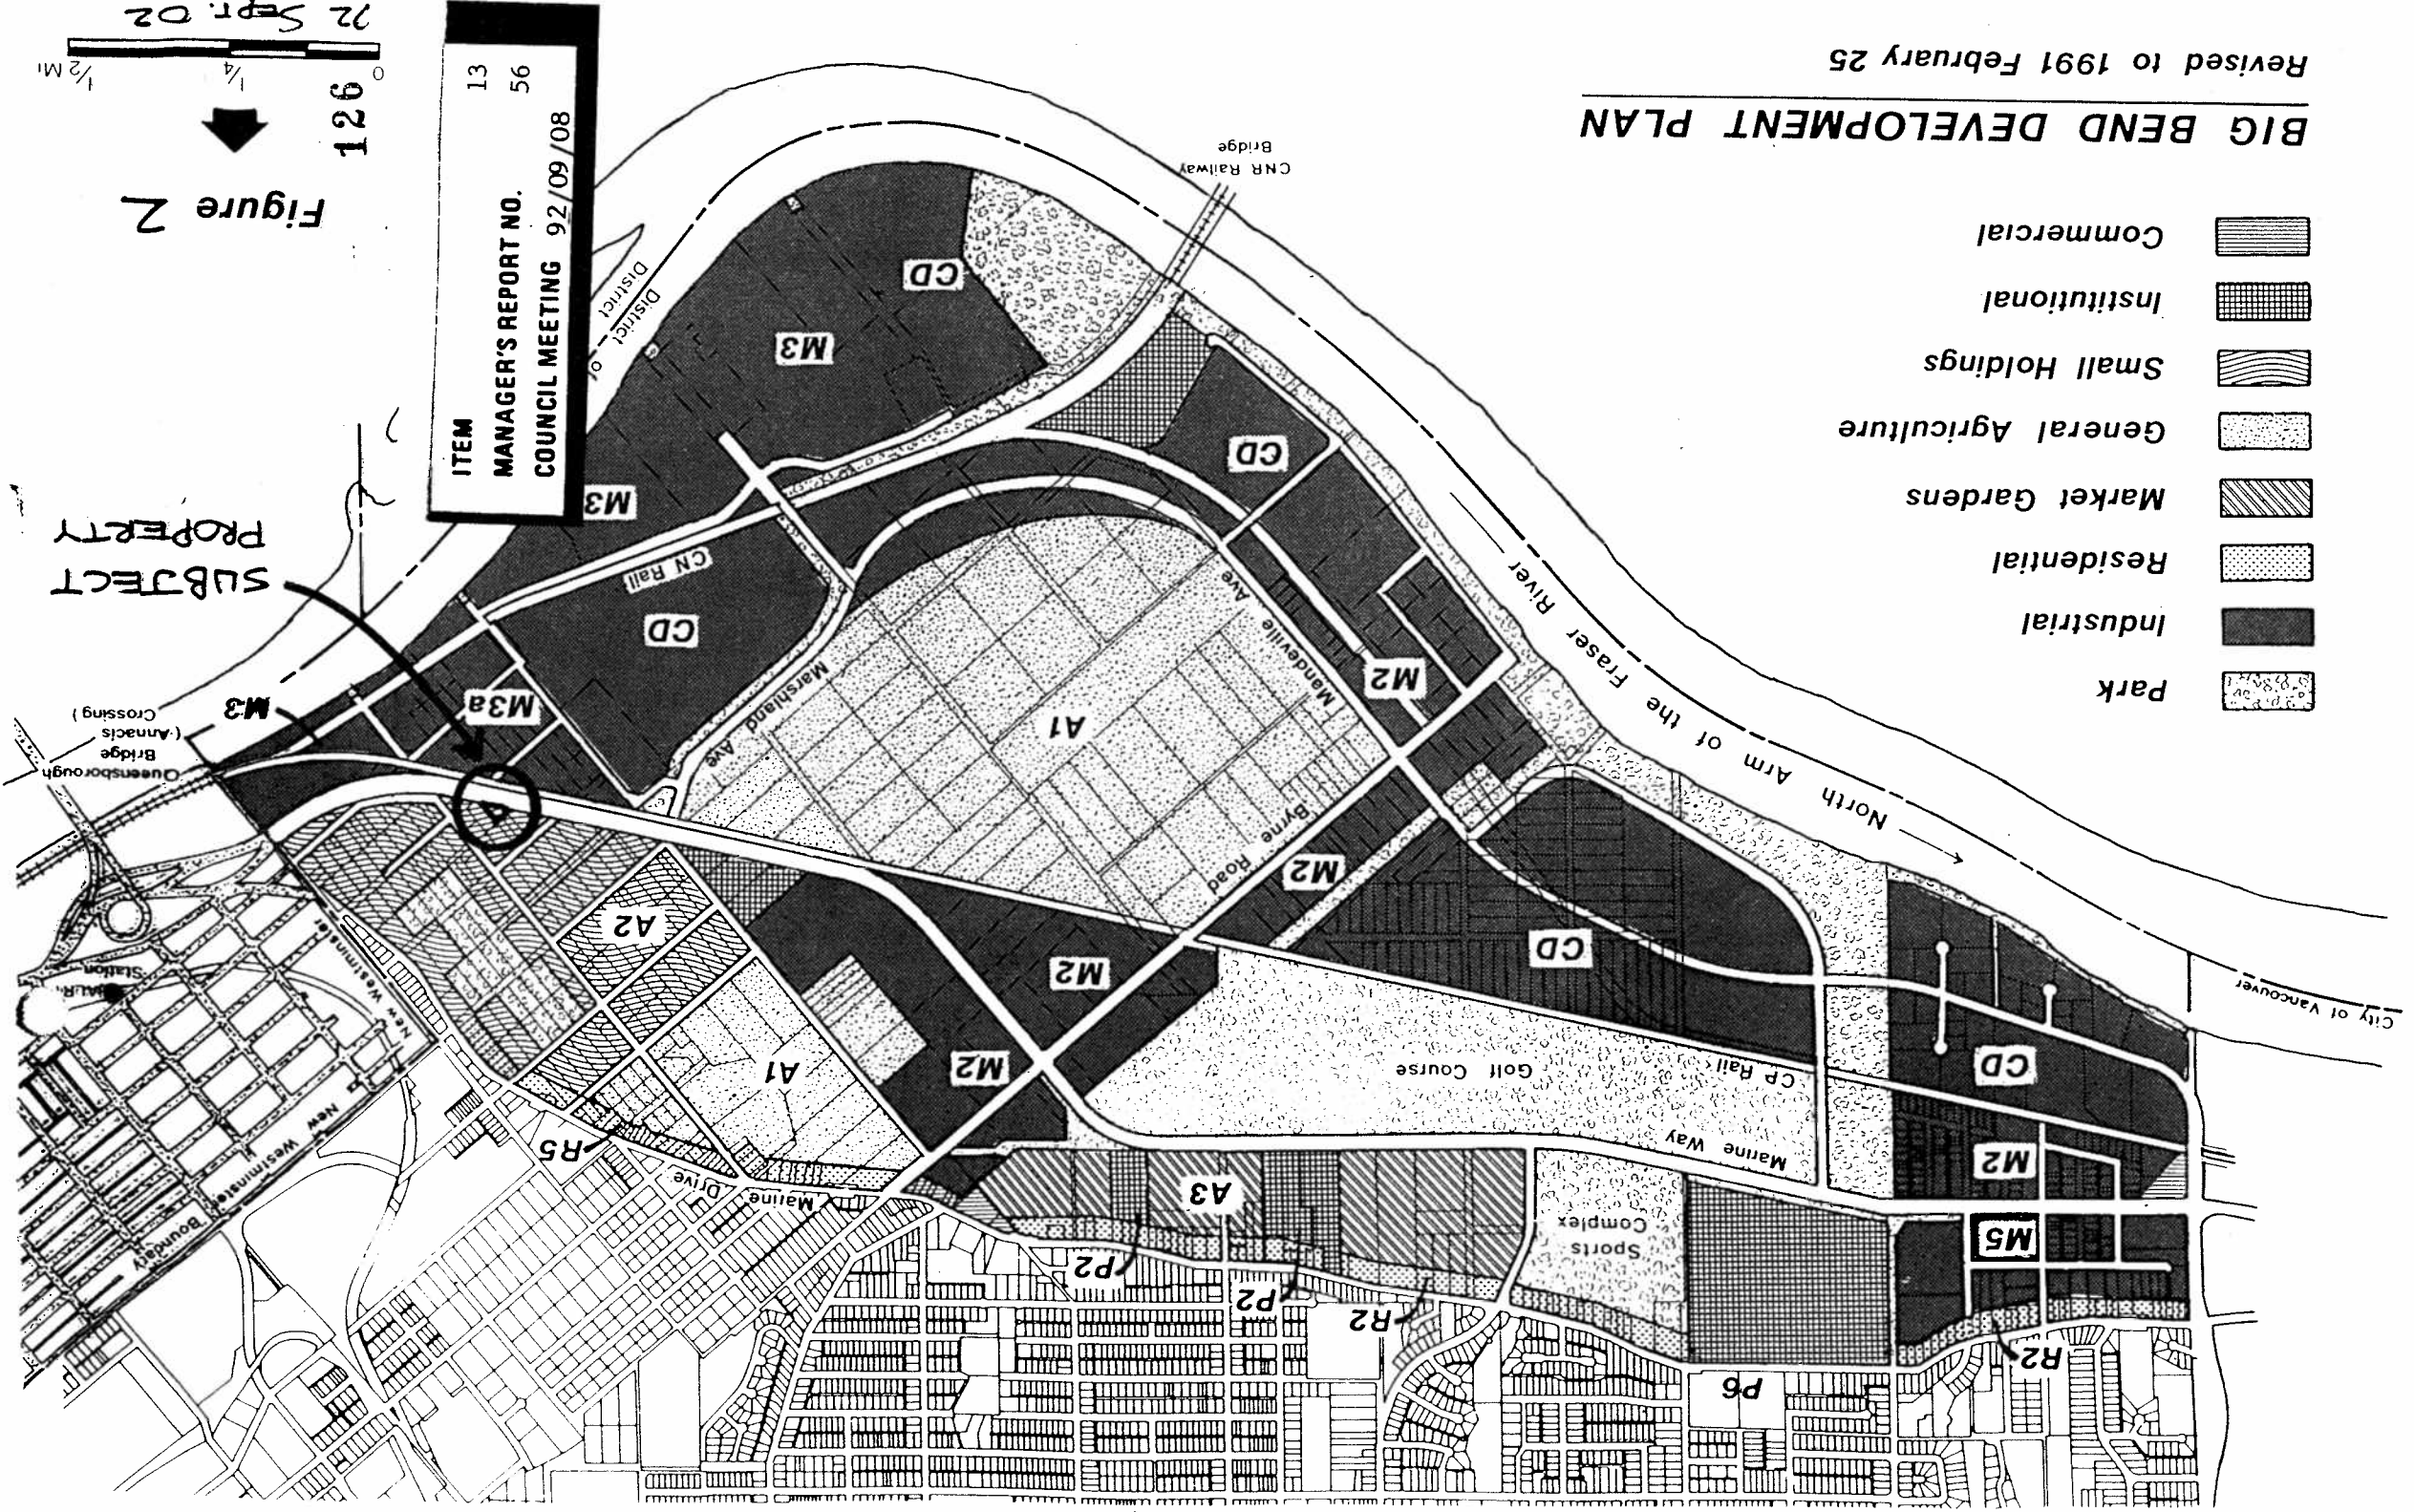 BIG BEND DEVELOPMENT PLAN
Revised to 1991 February 25
Commercial
Institutional
Small Holdings
General Agriculture
Market Gardens
Residential
Industrial
Park
ITEM 13
MANAGER'S REPORT NO. 56
COUNCIL MEETING 92/09/08
Figure 2
126
0 1/4 1/2 MI
SUBJECT
PROPERTY
R2
P6
R2
P2
P2
R5
M5
Sports
Complex
A3
Marine Drive
New Westminster
Boundary
New Westminster
Station
M2
Marine Way
CP Rail
Golf Course
M2
A1
CD
City of Vancouver
CD
M2
A2
North Arm of the Fraser River
M2
Byrne Road
Queensborough
Bridge
(Annacis
Crossing)
M3
M3a
A1
Marshland Ave
Mandeville Ave
M2
CD
CN Rail
M3
CD
M3
CD
District of
District
CNR Railway
Bridge